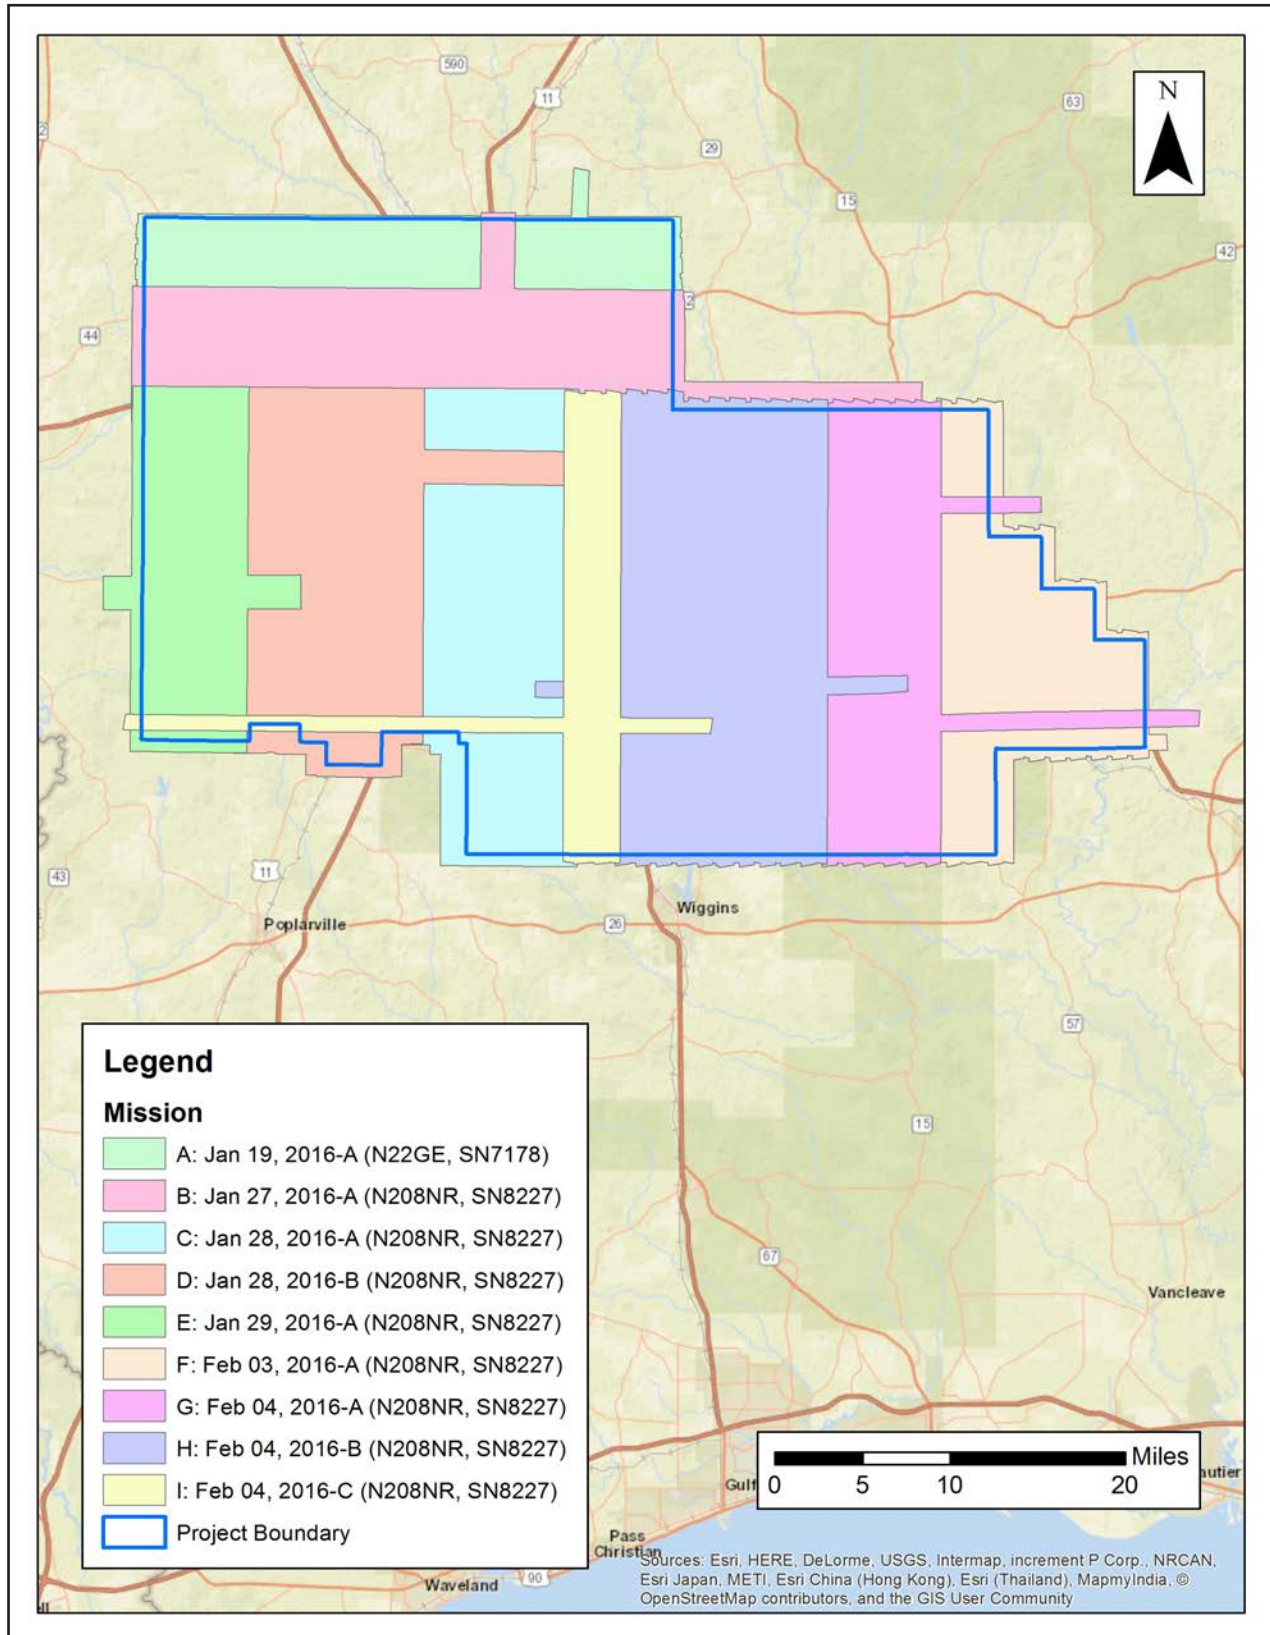 590
11
N
63
29
15
2
42
2
44
Wiggins
11
43
Poplarville
26
57
Legend
Mission
A: Jan 19, 2016-A (N22GE, SN7178)
B: Jan 27, 2016-A (N208NR, SN8227)
C: Jan 28, 2016-A (N208NR, SN8227)
D: Jan 28, 2016-B (N208NR, SN8227)
E: Jan 29, 2016-A (N208NR, SN8227)
F: Feb 03, 2016-A (N208NR, SN8227)
G: Feb 04, 2016-A (N208NR, SN8227)
H: Feb 04, 2016-B (N208NR, SN8227)
I: Feb 04, 2016-C (N208NR, SN8227)
Project Boundary
15
67
Vancleave
Miles
0 5 10 20
Gulf
autier
Pass
Christian
Waveland
90
Sources: Esri, HERE, DeLorme, USGS, Intermap, increment P Corp., NRCAN,
Esri Japan, METI, Esri China (Hong Kong), Esri (Thailand), MapmyIndia, ©
OpenStreetMap contributors, and the GIS User Community